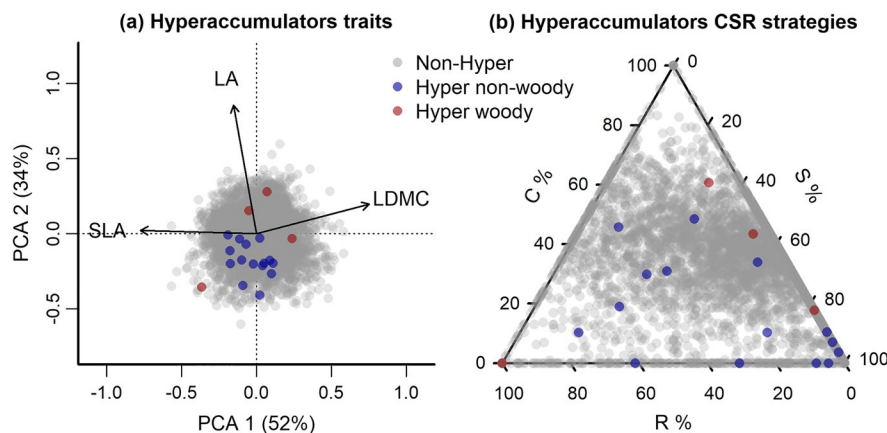 (a) Hyperaccumulators traits
(b) Hyperaccumulators CSR strategies
Non-Hyper
Hyper non-woody
Hyper woody
LA
LDMC
SLA
PCA 2 (34%)
1.0
0.5
0.0
-0.5
-1.0 -0.5 0.0 0.5 1.0
PCA 1 (52%)
C %
100
80
60
40
20
0
S %
0
20
40
60
80
100
100 80 60 40 20 0
R %